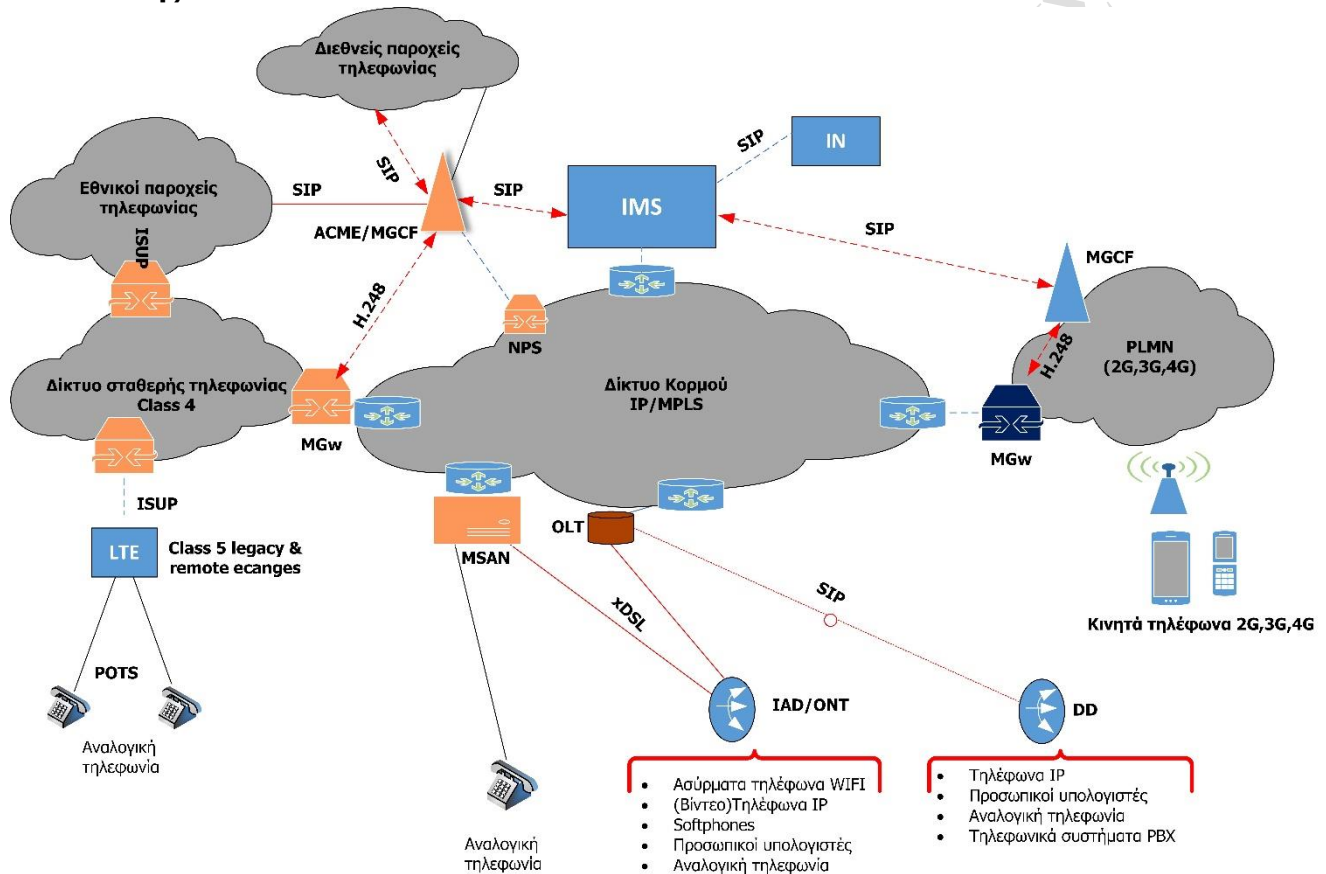 Διεθνείς παροχείς
τηλεφωνίας
SIP
IN
SIP
SIP
Εθνικοί παροχείς
τηλεφωνίας
SIP
IMS
ACME/MGCF
SIP
MGCF
ISUP
H.248
NPS
H.248
PLMN
(2G,3G,4G)
Δίκτυο σταθερής τηλεφωνίας
Class 4
Δίκτυο Κορμού
IP/MPLS
MGw
MGw
ISUP
OLT
LTE
Class 5 legacy &
remote ecanges
MSAN
SIP
xDSL
Κινητά τηλέφωνα 2G,3G,4G
POTS
IAD/ONT
DD
Αναλογική
τηλεφωνία
• Ασύρματα τηλέφωνα WIFI
• (Βίντεο)Τηλέφωνα IP
• Softphones
• Προσωπικοί υπολογιστές
• Αναλογική τηλεφωνία
• Τηλέφωνα IP
• Προσωπικοί υπολογιστές
• Αναλογική τηλεφωνία
• Τηλεφωνικά συστήματα PBX
Αναλογική
τηλεφωνία